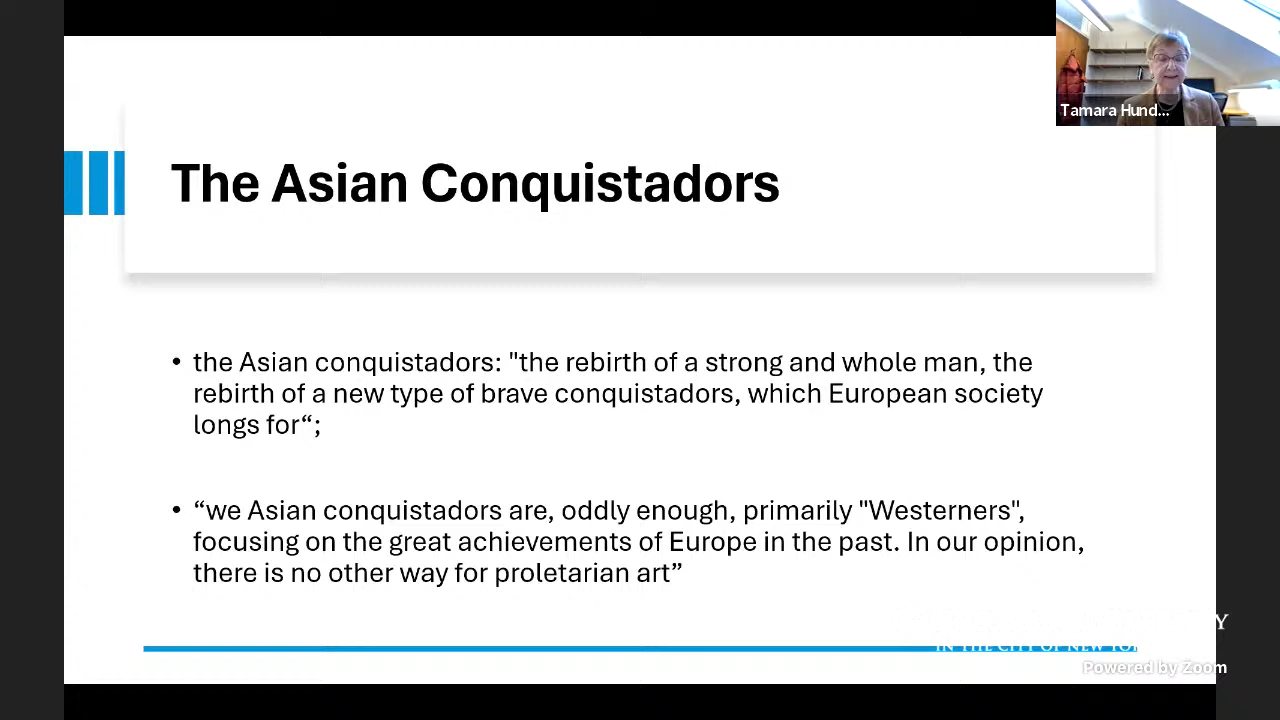 Tamara Hund...
The Asian Conquistadors
• the Asian conquistadors: "the rebirth of a strong and whole man, the
rebirth of a new type of brave conquistadors, which European society
longs for“;
• “we Asian conquistadors are, oddly enough, primarily "Westerners",
focusing on the great achievements of Europe in the past. In our opinion,
there is no other way for proletarian art”
IN THE CITY OF NEW YOR
Powered by Zoom